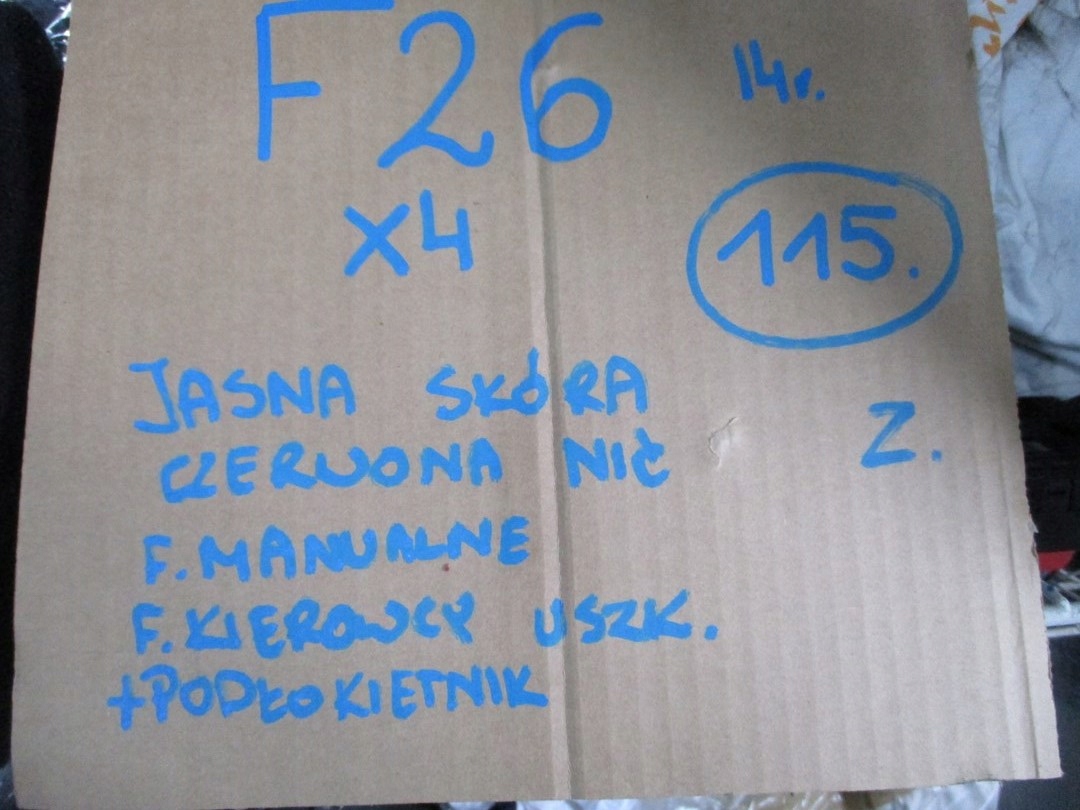 F26
14r.
X4
115.
JASNA SKÓRA
CZERWONA NIĆ
Z.
F. MANUALNE
F. KIEROWCY USZK.
+PODŁOKIETNIK